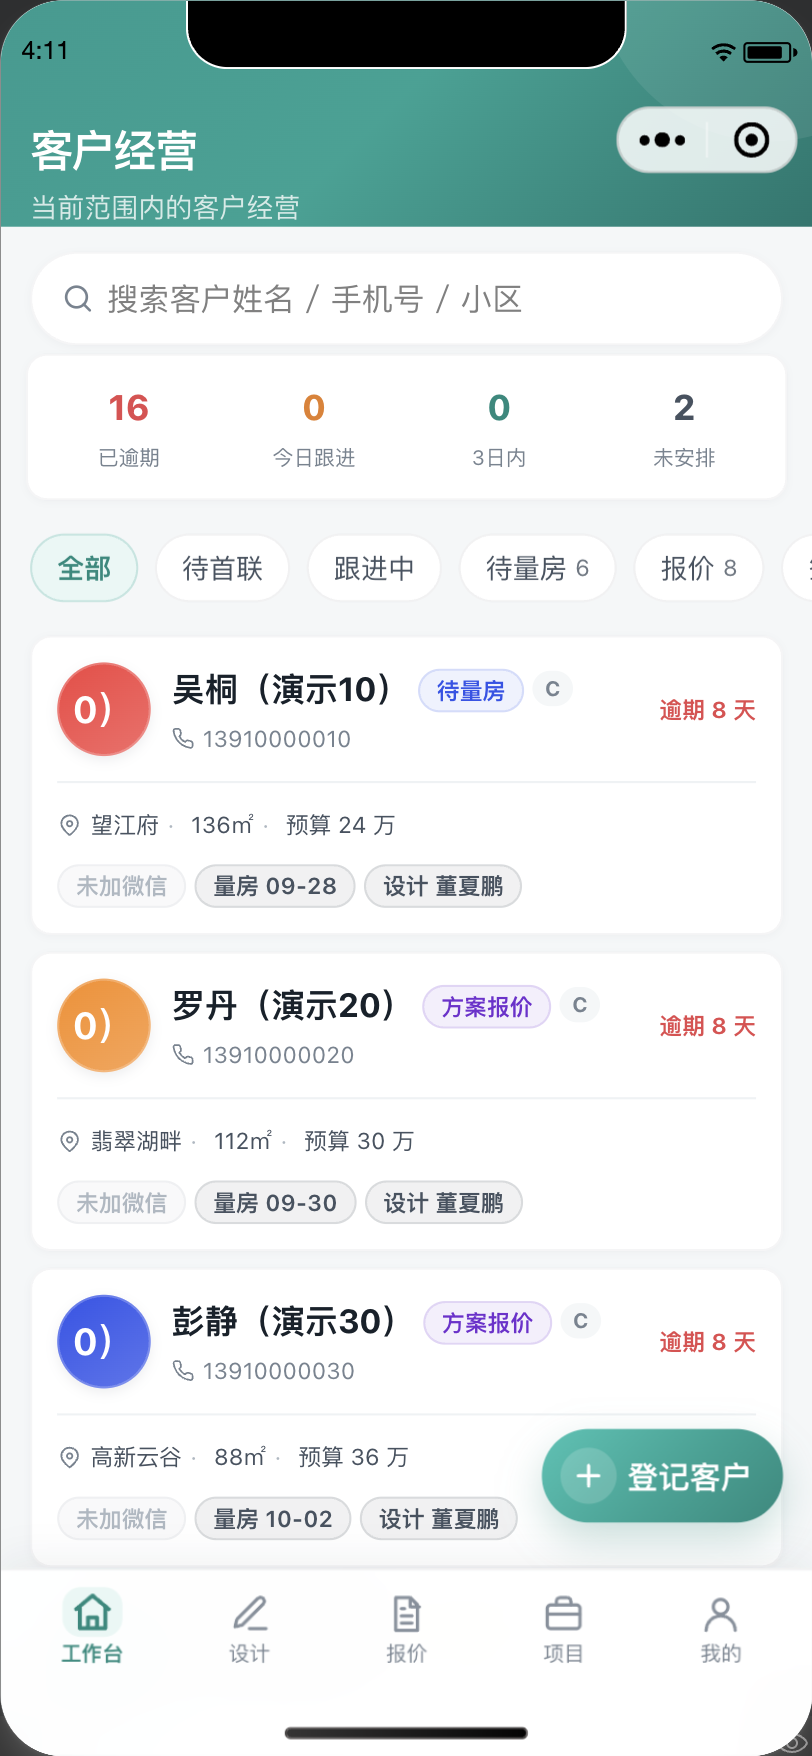 4:11
客户经营
当前范围内的客户经营
搜索客户姓名 / 手机号 / 小区
16 0 0 2
已逾期 今日跟进 3日内 未安排
全部 待首联 跟进中 待量房 6 报价 8
0) 吴桐（演示10） 待量房 C 逾期 8 天
13910000010
望江府 · 136㎡ · 预算 24 万
未加微信 量房 09-28 设计 董夏鹏
0) 罗丹（演示20） 方案报价 C 逾期 8 天
13910000020
翡翠湖畔 · 112㎡ · 预算 30 万
未加微信 量房 09-30 设计 董夏鹏
0) 彭静（演示30） 方案报价 C 逾期 8 天
13910000030
高新云谷 · 88㎡ · 预算 36 万
未加微信 量房 10-02 设计 董夏鹏
登记客户
工作台 设计 报价 项目 我的